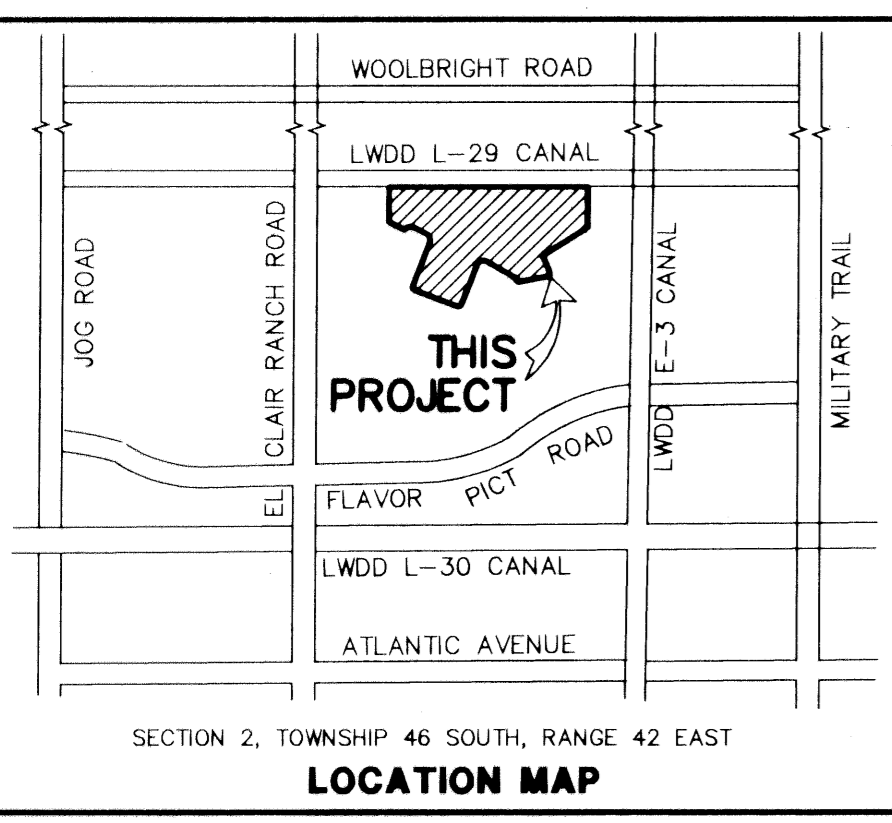 WOOLBRIGHT ROAD
LWDD L-29 CANAL
JOG ROAD
EL CLAIR RANCH ROAD
LWDD E-3 CANAL
MILITARY TRAIL
THIS
PROJECT
FLAVOR PICT ROAD
LWDD L-30 CANAL
ATLANTIC AVENUE
SECTION 2, TOWNSHIP 46 SOUTH, RANGE 42 EAST
LOCATION MAP